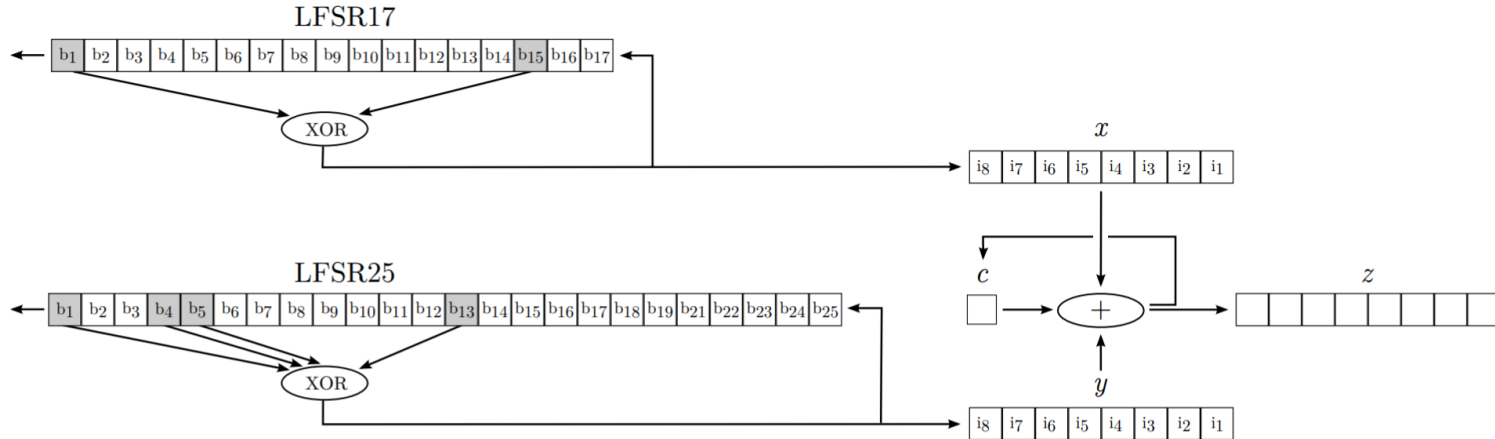 LFSR17
b1 b2 b3 b4 b5 b6 b7 b8 b9 b10 b11 b12 b13 b14 b15 b16 b17
XOR
x
i8 i7 i6 i5 i4 i3 i2 i1
LFSR25
c
z
b1 b2 b3 b4 b5 b6 b7 b8 b9 b10 b11 b12 b13 b14 b15 b16 b17 b18 b19 b21 b22 b23 b24 b25
+
XOR
y
i8 i7 i6 i5 i4 i3 i2 i1